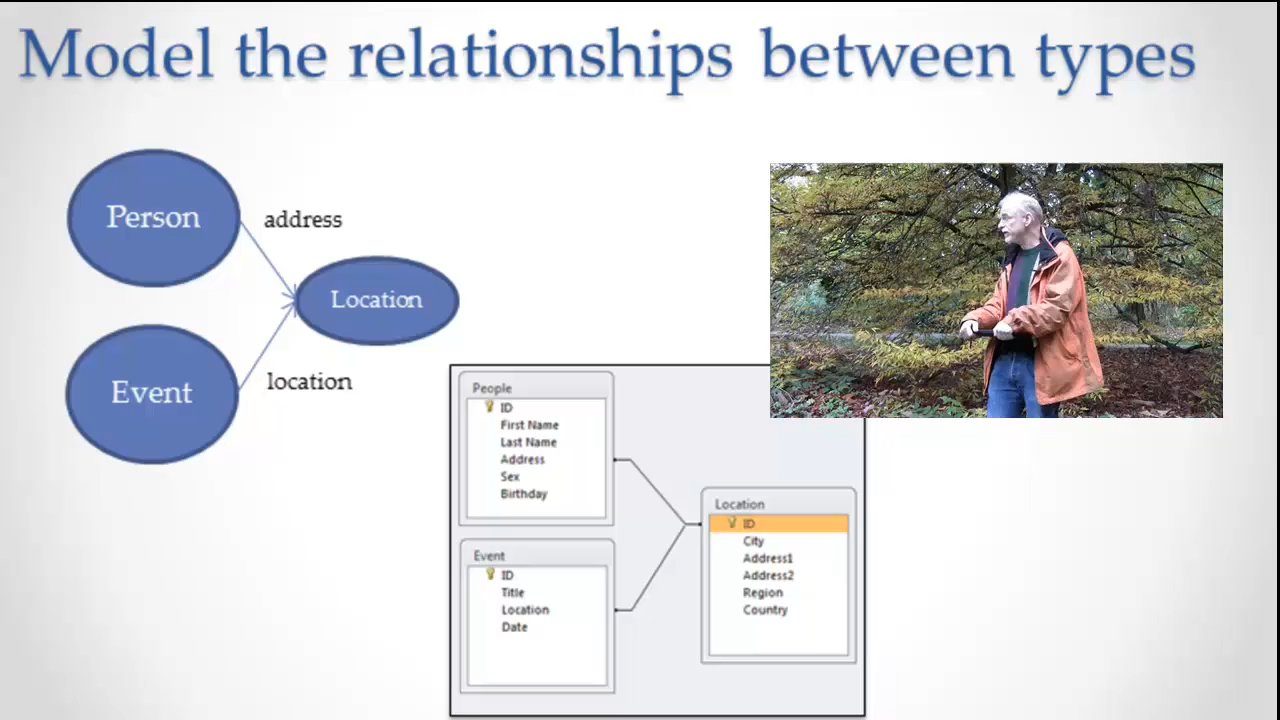 Model the relationships between types
Person
address
Location
Event
location
People
ID
First Name
Last Name
Address
Sex
Birthday
Event
ID
Title
Location
Date
Location
ID
City
Address1
Address2
Region
Country